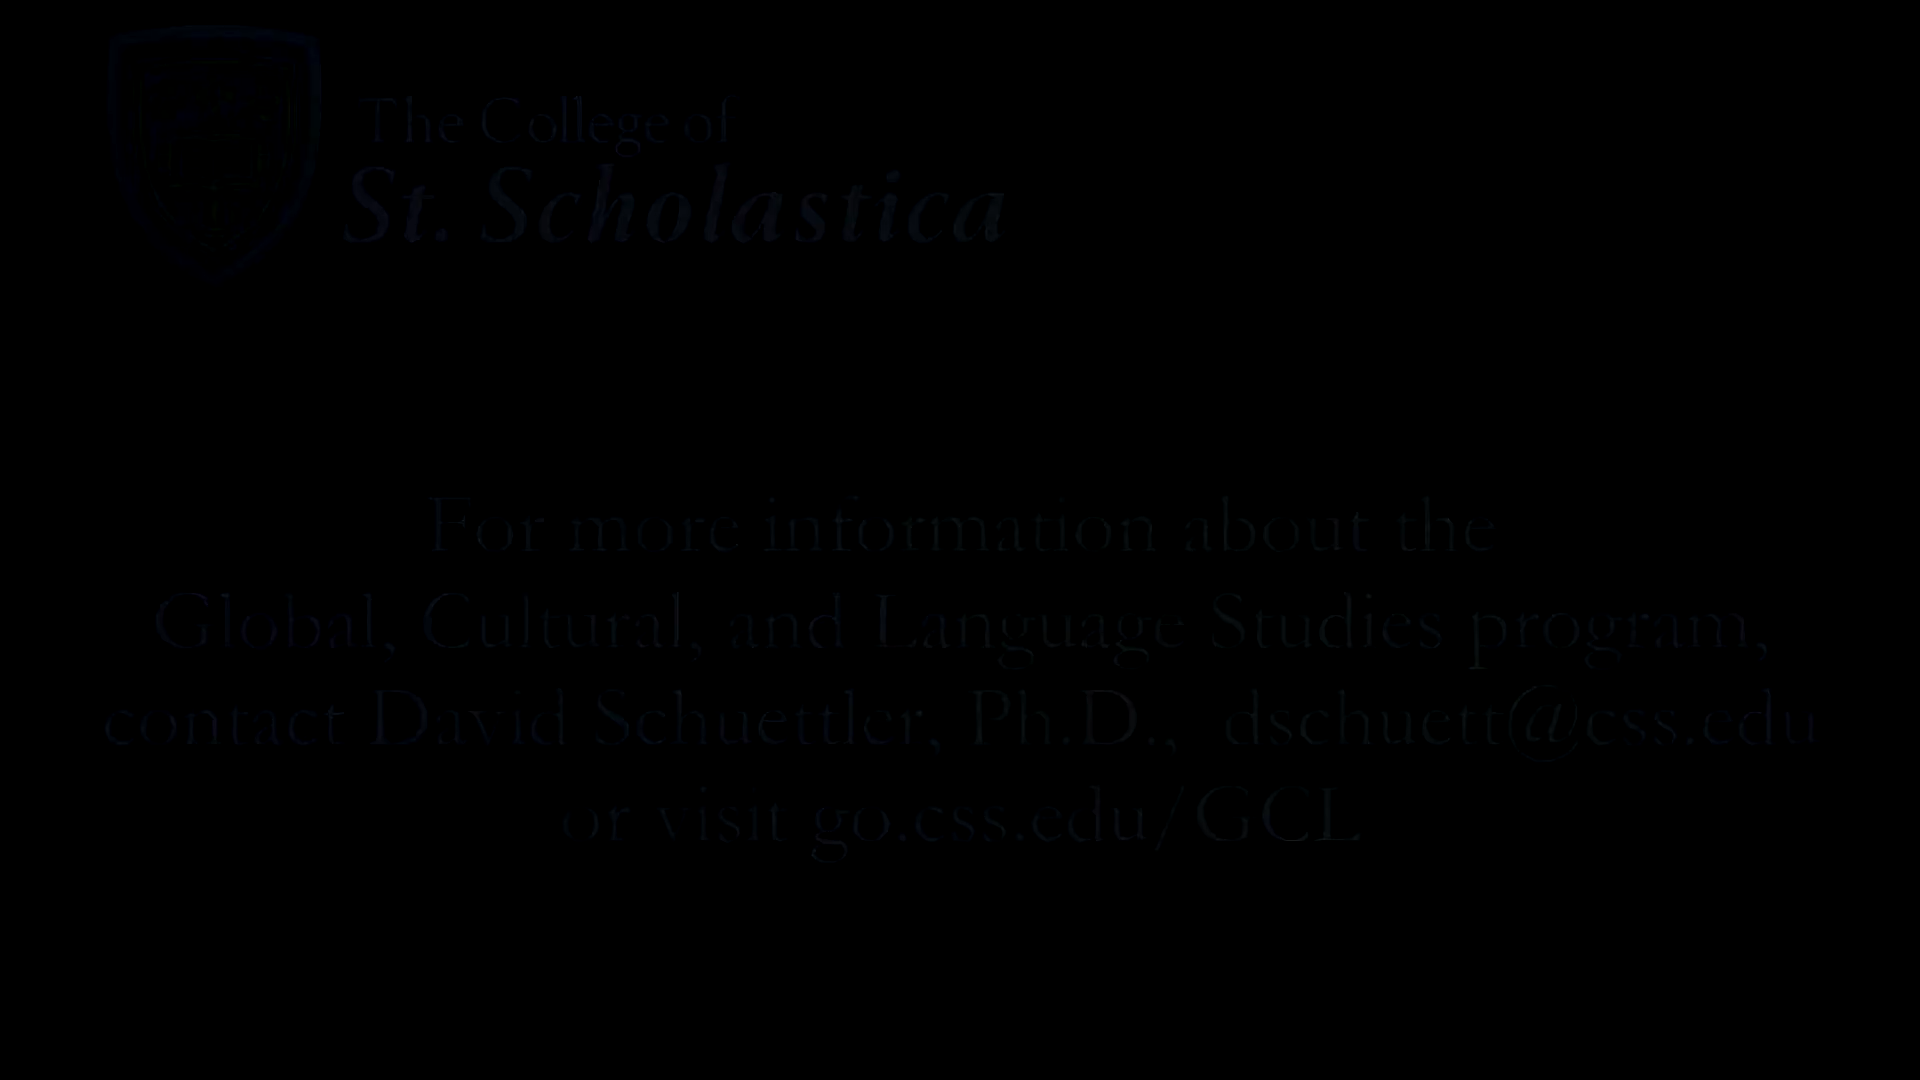 The College of
St. Scholastica
For more information about the
Global, Cultural, and Language Studies program,
contact David Schuettler, Ph.D., dschuett@css.edu
or visit go.css.edu/GCL